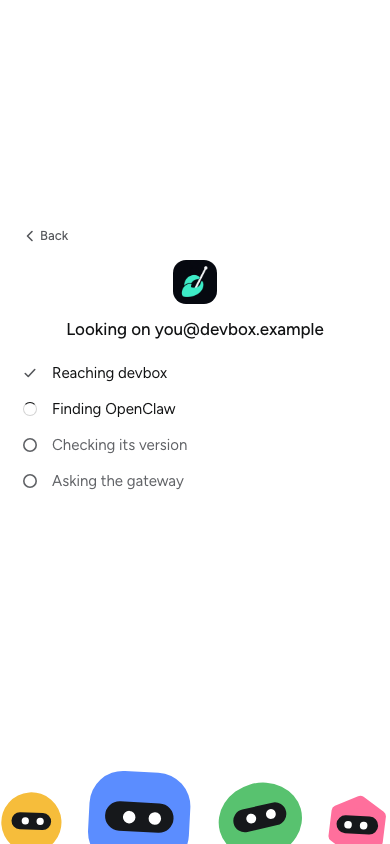 Back
Looking on you@devbox.example
Reaching devbox
Finding OpenClaw
Checking its version
Asking the gateway